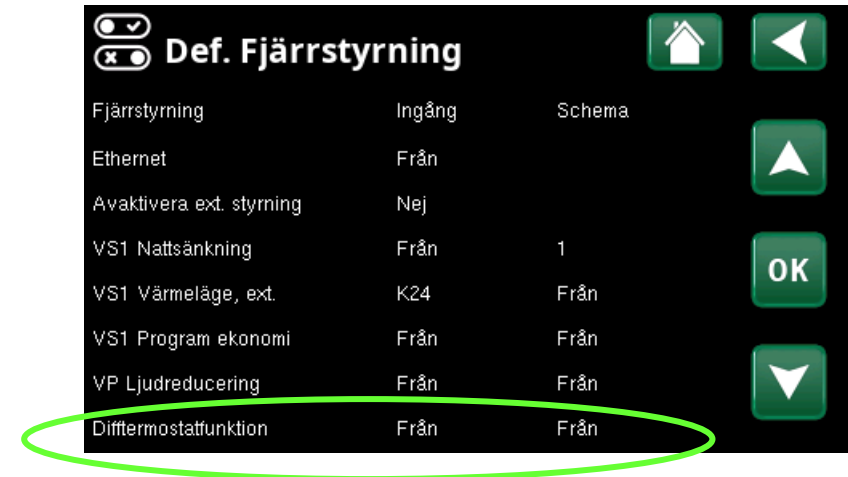 Def. Fjärrstyrning
Fjärrstyrning Ingång Schema
Ethernet Från
Avaktivera ext. styrning Nej
VS1 Nattsänkning Från 1
VS1 Värmeläge, ext. K24 Från
VS1 Program ekonomi Från Från
VP Ljudreducering Från Från
Difftermostatfunktion Från Från
OK